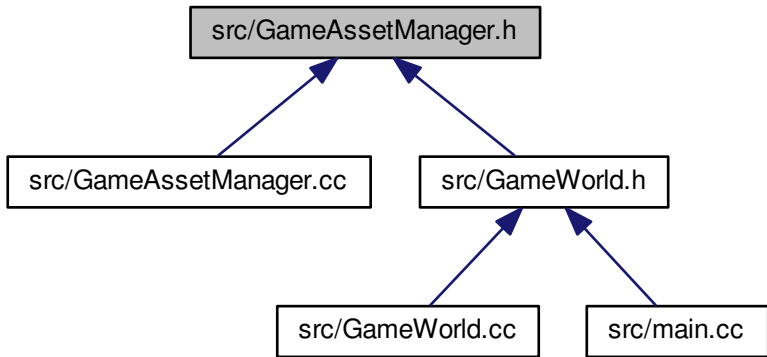 src/GameAssetManager.h
src/GameAssetManager.cc
src/GameWorld.h
src/GameWorld.cc
src/main.cc